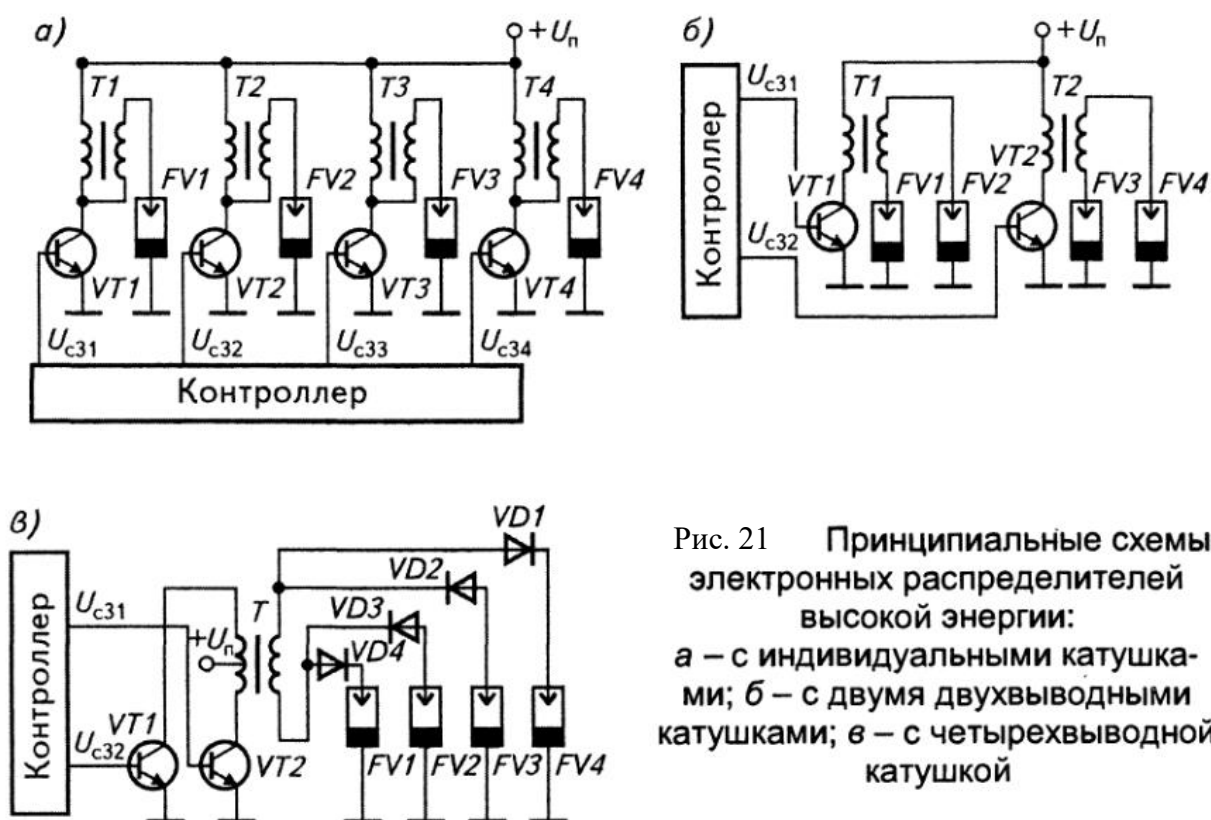 а)
+Uп
T1 T2 T3 T4
FV1 FV2 FV3 FV4
VT1 VT2 VT3 VT4
Uс31 Uс32 Uс33 Uс34
Контроллер
б)
+Uп
Uс31 T1 T2
VT2
VT1 FV1 FV2 FV3 FV4
Uс32
Контроллер
в)
VD1
VD2
Uс31 T VD3
+Uп
VD4
VT1
Uс32
VT2 FV1 FV2 FV3 FV4
Контроллер
Рис. 21 Принципиальные схемы
электронных распределителей
высокой энергии:
а – с индивидуальными катушка-
ми; б – с двумя двухвыводными
катушками; в – с четырехвыводной
катушкой